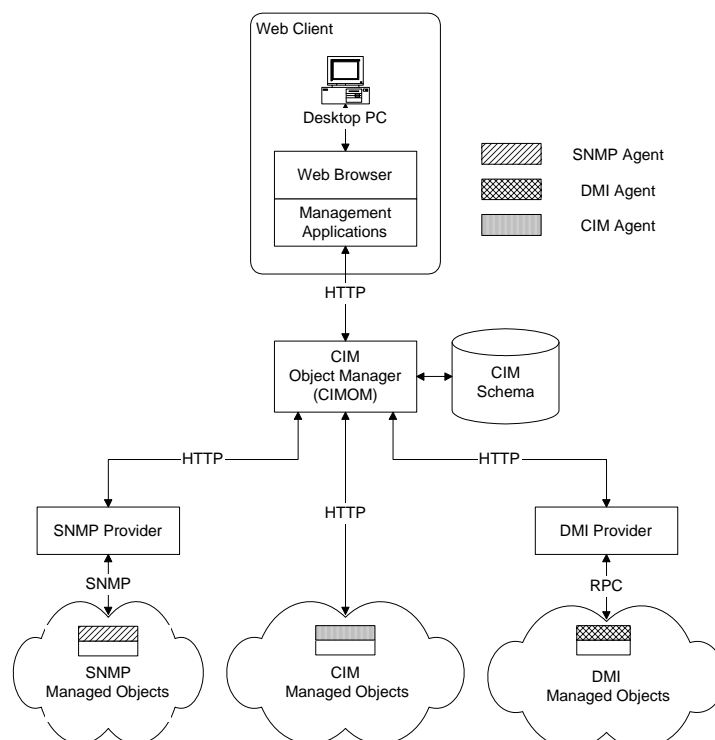 Web Client
Desktop PC
Web Browser
Management
Applications
SNMP Agent
DMI Agent
CIM Agent
HTTP
CIM
Object Manager
(CIMOM)
CIM
Schema
HTTP
HTTP
HTTP
SNMP Provider
DMI Provider
SNMP
RPC
SNMP
Managed Objects
CIM
Managed Objects
DMI
Managed Objects